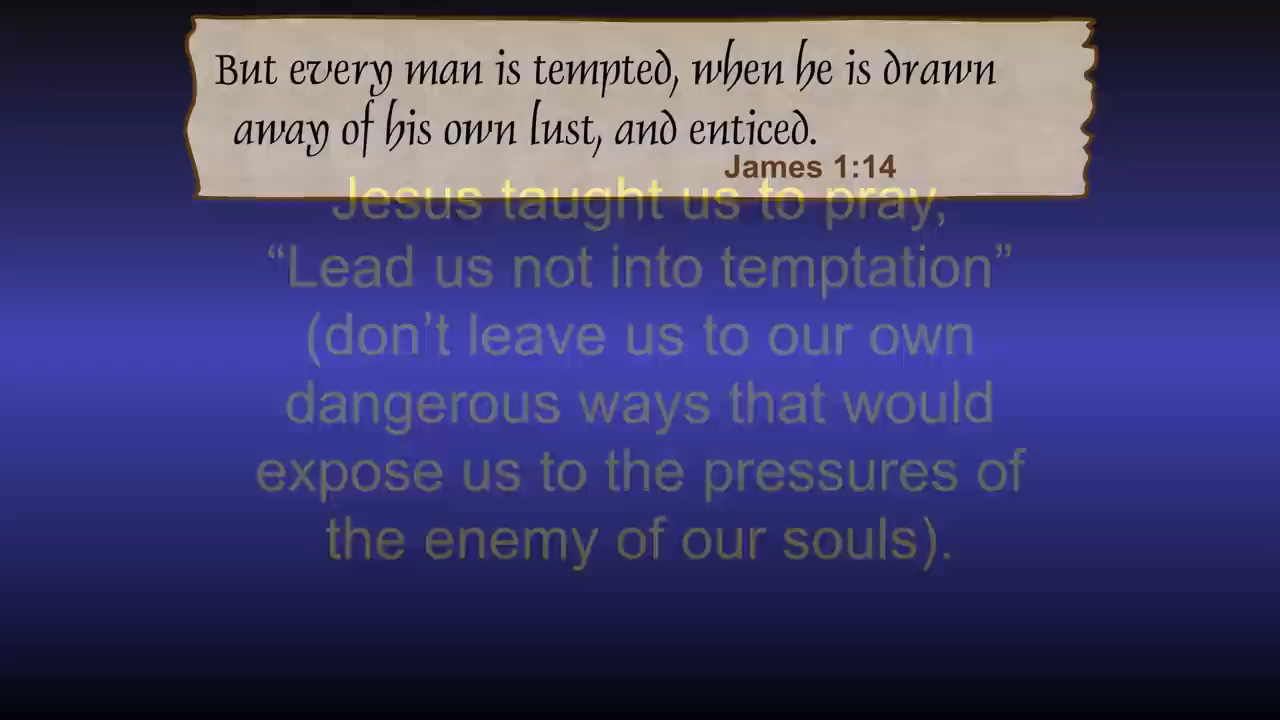 But every man is tempted, when he is drawn
away of his own lust, and enticed.
James 1:14
Jesus taught us to pray,
“Lead us not into temptation”
(don’t leave us to our own
dangerous ways that would
expose us to the pressures of
the enemy of our souls).